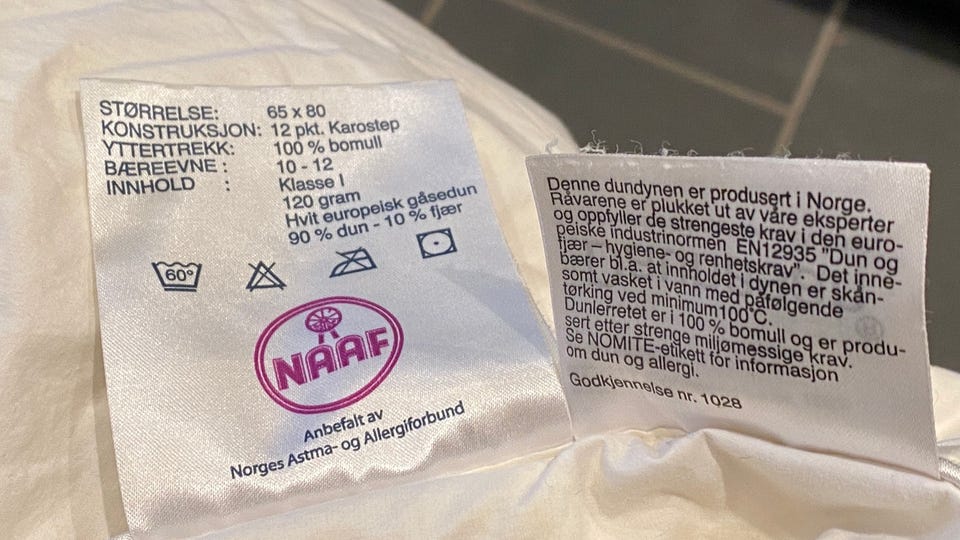 STØRRELSE: 65 x 80
KONSTRUKSJON: 12 pkt. Karostep
YTTERTREKK: 100 % bomull
BÆREEVNE : 10 - 12
INNHOLD : Klasse I
120 gram
Hvit europeisk gåsedun
90 % dun - 10 % fjær
60°
NAAF
Anbefalt av
Norges Astma- og Allergiforbund
Denne dundynen er produsert i Norge.
Råvarene er plukket ut av våre eksperter
og oppfyller de strengeste krav i den euro-
peiske industrinormen EN12935 "Dun og
fjær – hygiene- og renhetskrav". Det inne-
bærer bl.a. at innholdet i dynen er skån-
somt vasket i vann med påfølgende
tørking ved minimum100°C.
Dunlerretet er i 100 % bomull og er produ-
sert etter strenge miljømessige krav.
Se NOMITE-etikett for informasjon
om dun og allergi.
Godkjennelse nr. 1028